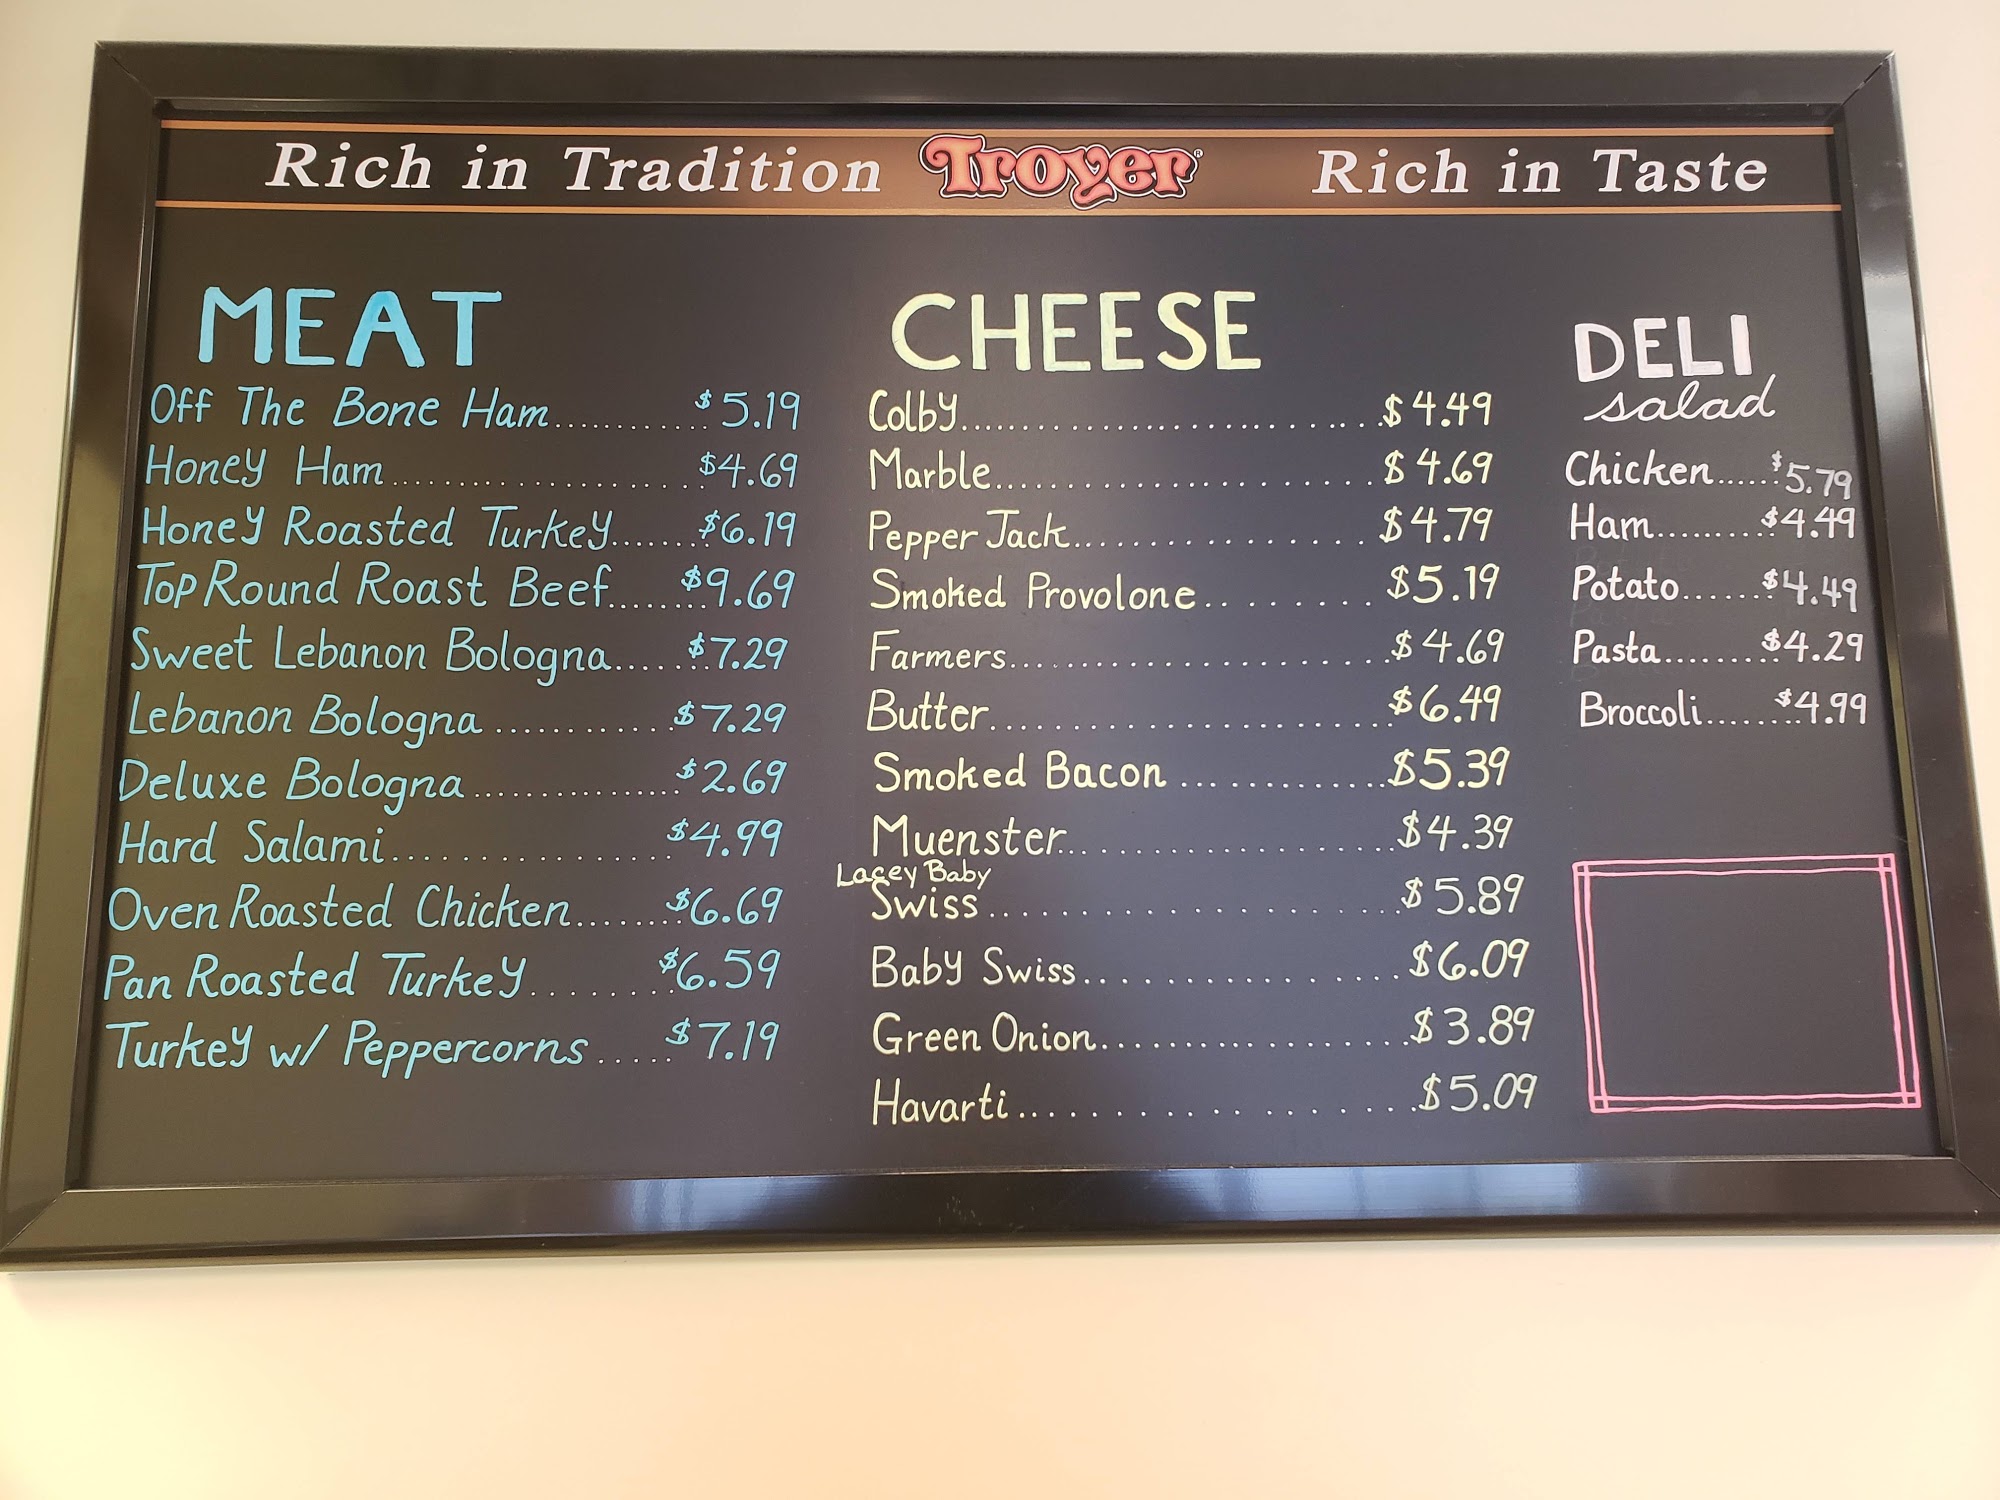 Rich in Tradition Troyer® Rich in Taste
MEAT
Off The Bone Ham............$5.19
Honey Ham.....................$4.69
Honey Roasted Turkey.......$6.19
Top Round Roast Beef.......$9.69
Sweet Lebanon Bologna......$7.29
Lebanon Bologna............$7.29
Deluxe Bologna...............$2.69
Hard Salami................$4.99
Oven Roasted Chicken.......$6.69
Pan Roasted Turkey........$6.59
Turkey w/ Peppercorns.....$7.19
CHEESE
Colby............................$4.49
Marble..........................$4.69
Pepper Jack...................$4.79
Smoked Provolone.........$5.19
Farmers.......................$4.69
Butter........................$6.49
Smoked Bacon............$5.39
Muenster....................$4.39
Lacey Baby
Swiss......................$5.89
Baby Swiss.................$6.09
Green Onion.................$3.89
Havarti....................$5.09
DELI
salad
Chicken......$5.79
Ham..........$4.49
Potato.......$4.49
Pasta.........$4.29
Broccoli........$4.99